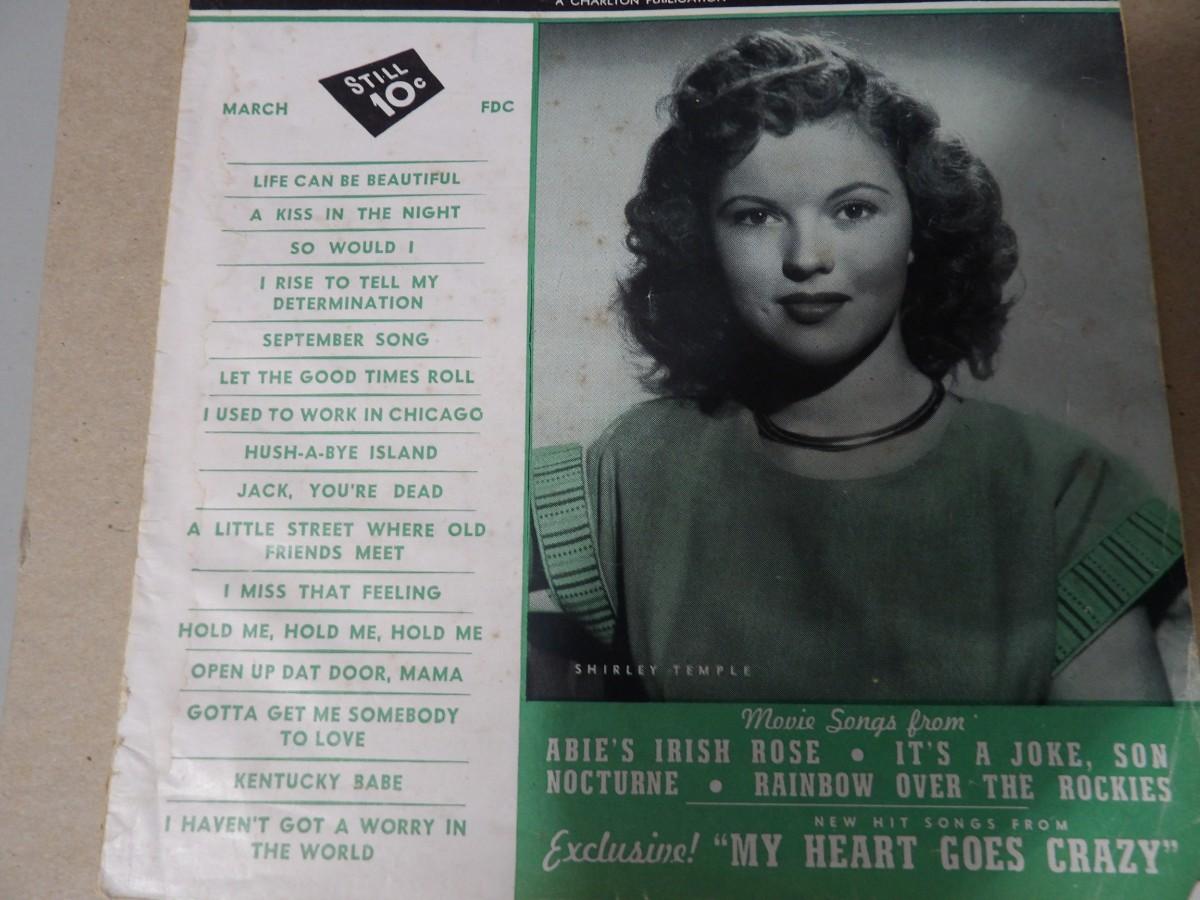 A CHARLTON PUBLICATION
STILL
10c
MARCH
FDC
LIFE CAN BE BEAUTIFUL
A KISS IN THE NIGHT
SO WOULD I
I RISE TO TELL MY
DETERMINATION
SEPTEMBER SONG
LET THE GOOD TIMES ROLL
I USED TO WORK IN CHICAGO
HUSH-A-BYE ISLAND
JACK, YOU'RE DEAD
A LITTLE STREET WHERE OLD
FRIENDS MEET
I MISS THAT FEELING
HOLD ME, HOLD ME, HOLD ME
OPEN UP DAT DOOR, MAMA
GOTTA GET ME SOMEBODY
TO LOVE
KENTUCKY BABE
I HAVEN'T GOT A WORRY IN
THE WORLD
SHIRLEY TEMPLE
Movie Songs from
ABIE'S IRISH ROSE • IT'S A JOKE, SON
NOCTURNE • RAINBOW OVER THE ROCKIES
NEW HIT SONGS FROM
Exclusive! "MY HEART GOES CRAZY"